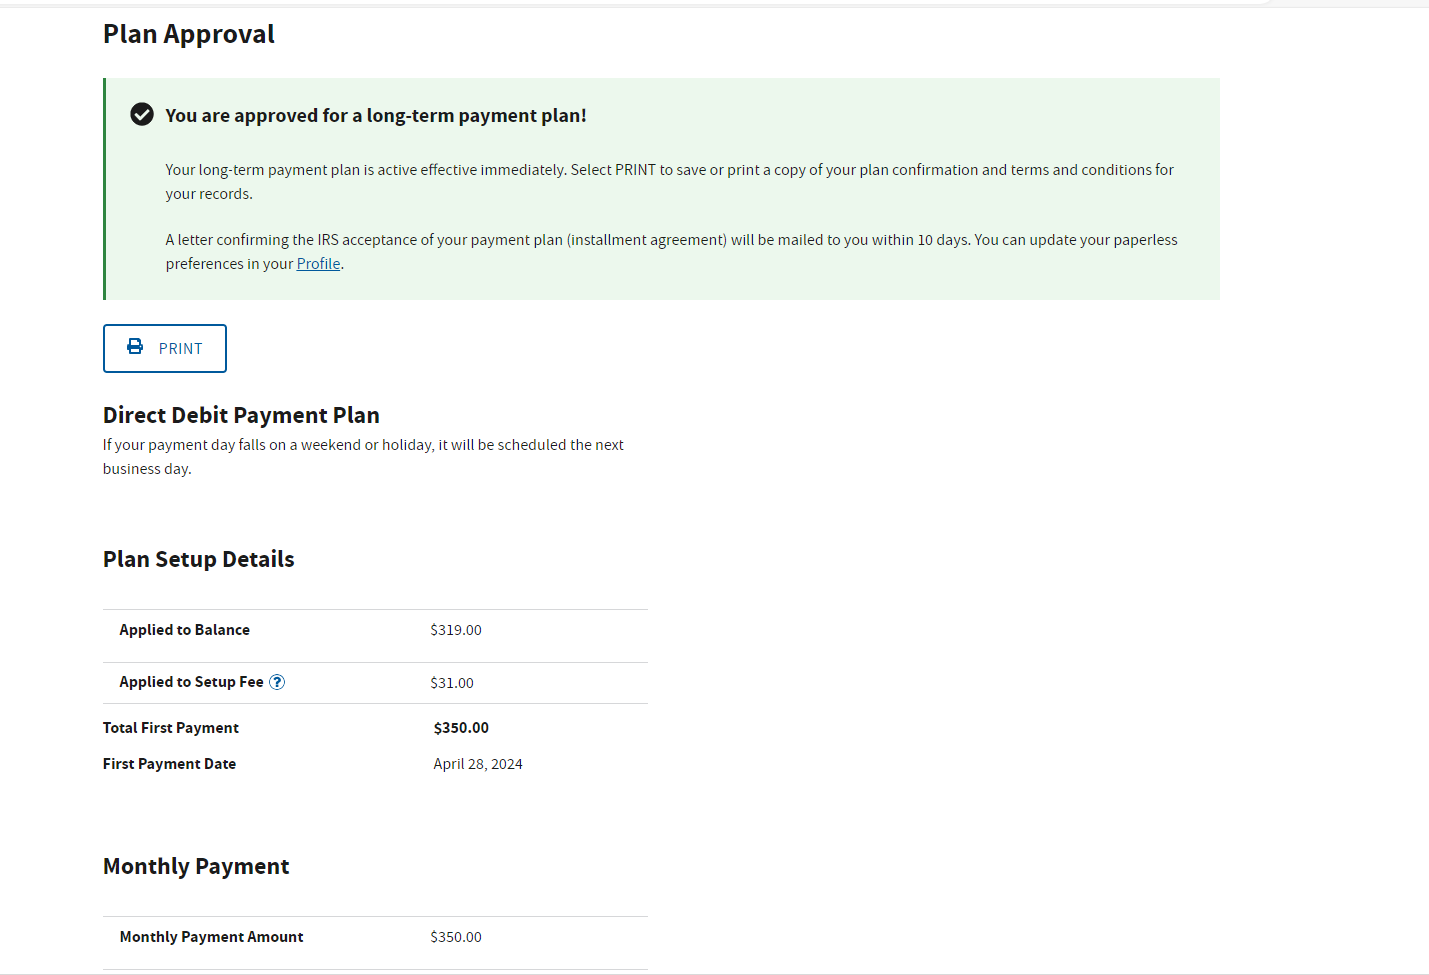 Plan Approval
You are approved for a long-term payment plan!
Your long-term payment plan is active effective immediately. Select PRINT to save or print a copy of your plan confirmation and terms and conditions for
your records.
A letter confirming the IRS acceptance of your payment plan (installment agreement) will be mailed to you within 10 days. You can update your paperless
preferences in your Profile.
PRINT
Direct Debit Payment Plan
If your payment day falls on a weekend or holiday, it will be scheduled the next
business day.
Plan Setup Details
Applied to Balance $319.00
Applied to Setup Fee ? $31.00
Total First Payment $350.00
First Payment Date April 28, 2024
Monthly Payment
Monthly Payment Amount $350.00